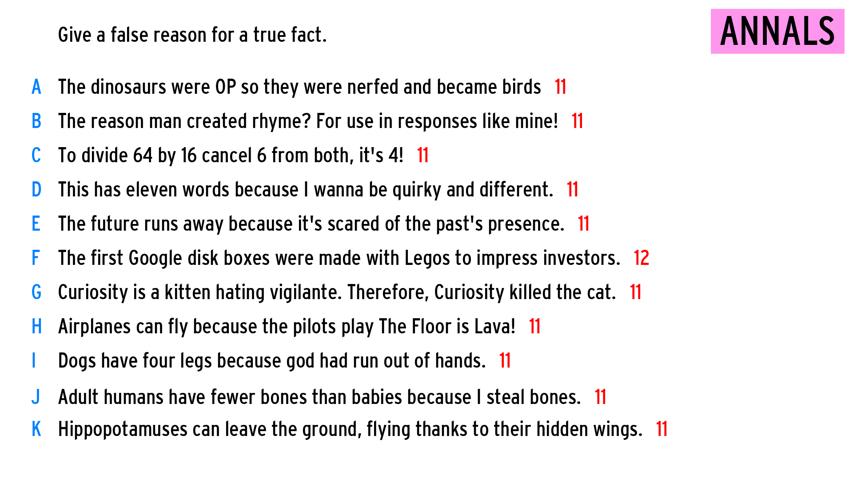 Give a false reason for a true fact.
ANNALS
A The dinosaurs were OP so they were nerfed and became birds 11
B The reason man created rhyme? For use in responses like mine! 11
C To divide 64 by 16 cancel 6 from both, it's 4! 11
D This has eleven words because I wanna be quirky and different. 11
E The future runs away because it's scared of the past's presence. 11
F The first Google disk boxes were made with Legos to impress investors. 12
G Curiosity is a kitten hating vigilante. Therefore, Curiosity killed the cat. 11
H Airplanes can fly because the pilots play The Floor is Lava! 11
I Dogs have four legs because god had run out of hands. 11
J Adult humans have fewer bones than babies because I steal bones. 11
K Hippopotamuses can leave the ground, flying thanks to their hidden wings. 11